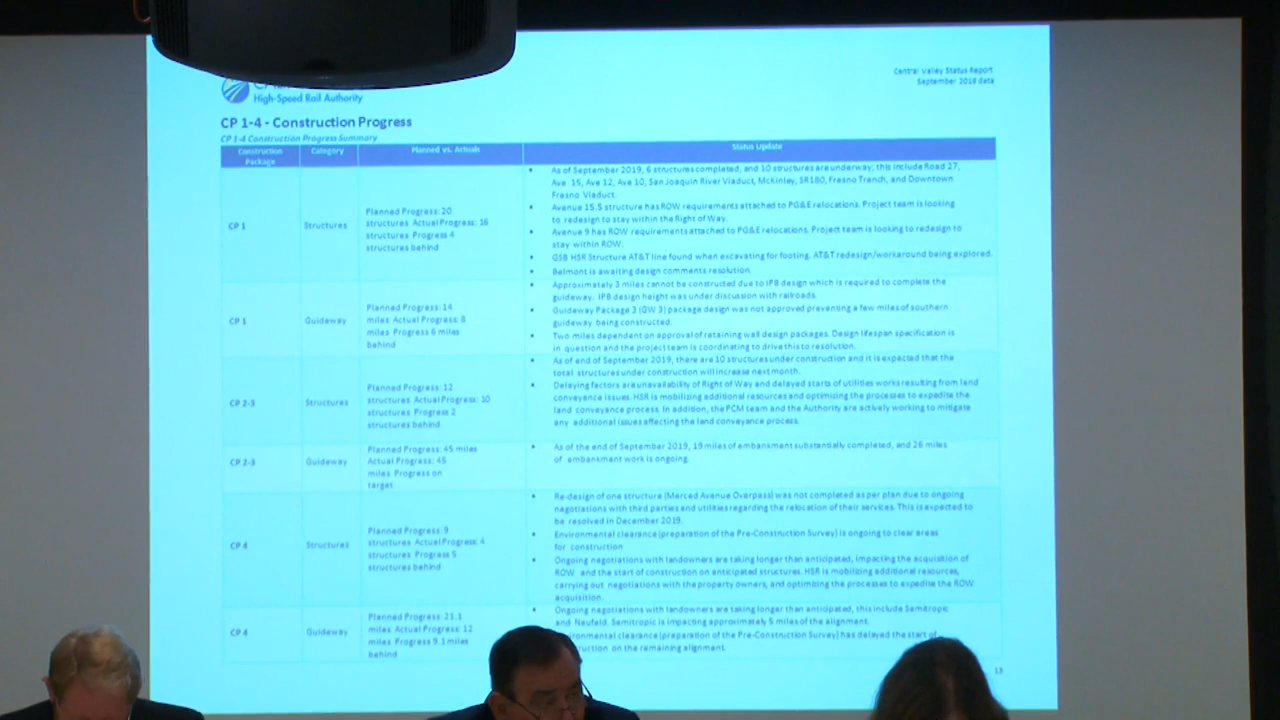 Central Valley Status Report
September 2019 data
High-Speed Rail Authority
CP 1-4 - Construction Progress
CP 1-4 Construction Progress Summary
Construction Package
Category
Planned vs. Actuals
Status Update
CP 1
Structures
Planned Progress: 20
structures Actual Progress: 16
structures Progress 4
structures behind
• As of September 2019, 6 structures completed, and 10 structures are underway; this include Road 27,
Ave 15, Ave 12, Ave 10, San Joaquin River Viaduct, McKinley, SR180, Fresno Trench, and Downtown
Fresno Viaduct.
• Avenue 15.5 structure has ROW requirements attached to PG&E relocations. Project team is looking
to redesign to stay within the Right of Way.
• Avenue 9 has ROW requirements attached to PG&E relocations. Project team is looking to redesign to
stay within ROW.
• GSB HSR Structure AT&T line found when excavating for footing. AT&T redesign/workaround being explored.
• Belmont is awaiting design comments resolution.
CP 1
Guideway
Planned Progress: 14
miles Actual Progress: 8
miles Progress 6 miles
behind
• Approximately 3 miles cannot be constructed due to IPB design which is required to complete the
guideway. IPB design height was under discussion with railroads.
• Guideway Package 3 (GW 3) package design was not approved preventing a few miles of southern
guideway being constructed.
• Two miles dependent on approval of retaining wall design packages. Design lifespan specification is
in question and the project team is coordinating to drive this to resolution.
CP 2-3
Structures
Planned Progress: 12
structures Actual Progress: 10
structures Progress 2
structures behind
• As of end of September 2019, there are 10 structures under construction and it is expected that the
total structures under construction will increase next month.
• Delaying factors are unavailability of Right of Way and delayed starts of utilities works resulting from land
conveyance issues. HSR is mobilizing additional resources and optimizing the processes to expedite the
land conveyance process. In addition, the PCM team and the Authority are actively working to mitigate
any additional issues affecting the land conveyance process.
CP 2-3
Guideway
Planned Progress: 45 miles
Actual Progress: 45
miles Progress on
target
• As of the end of September 2019, 19 miles of embankment substantially completed, and 26 miles
of embankment work is ongoing.
CP 4
Structures
Planned Progress: 9
structures Actual Progress: 4
structures Progress 5
structures behind
• Re-design of one structure (Merced Avenue Overpass) was not completed as per plan due to ongoing
negotiations with third parties and utilities regarding the relocation of their services. This is expected to
be resolved in December 2019.
• Environmental clearance (preparation of the Pre-Construction Survey) is ongoing to clear areas
for construction
• Ongoing negotiations with landowners are taking longer than anticipated, impacting the acquisition of
ROW and the start of construction on anticipated structures. HSR is mobilizing additional resources,
carrying out negotiations with the property owners, and optimizing the processes to expedite the ROW
acquisition.
CP 4
Guideway
Planned Progress: 21.1
miles Actual Progress: 12
miles Progress 9.1 miles
behind
• Ongoing negotiations with landowners are taking longer than anticipated, this include Semitropic
and Neufeld. Semitropic is impacting approximately 5 miles of the alignment.
clearance (preparation of the Pre-Construction Survey) has delayed the start of
on the remaining alignment.
13